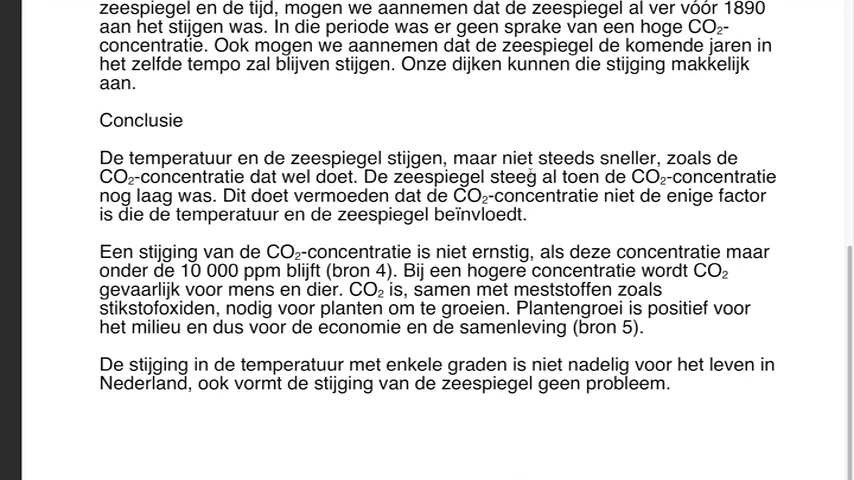 zeespiegel en de tijd, mogen we aannemen dat de zeespiegel al ver vóór 1890
aan het stijgen was. In die periode was er geen sprake van een hoge CO₂-
concentratie. Ook mogen we aannemen dat de zeespiegel de komende jaren in
het zelfde tempo zal blijven stijgen. Onze dijken kunnen die stijging makkelijk
aan.
Conclusie
De temperatuur en de zeespiegel stijgen, maar niet steeds sneller, zoals de
CO₂-concentratie dat wel doet. De zeespiegel steeg al toen de CO₂-concentratie
nog laag was. Dit doet vermoeden dat de CO₂-concentratie niet de enige factor
is die de temperatuur en de zeespiegel beïnvloedt.
Een stijging van de CO₂-concentratie is niet ernstig, als deze concentratie maar
onder de 10 000 ppm blijft (bron 4). Bij een hogere concentratie wordt CO₂
gevaarlijk voor mens en dier. CO₂ is, samen met meststoffen zoals
stikstofoxiden, nodig voor planten om te groeien. Plantengroei is positief voor
het milieu en dus voor de economie en de samenleving (bron 5).
De stijging in de temperatuur met enkele graden is niet nadelig voor het leven in
Nederland, ook vormt de stijging van de zeespiegel geen probleem.